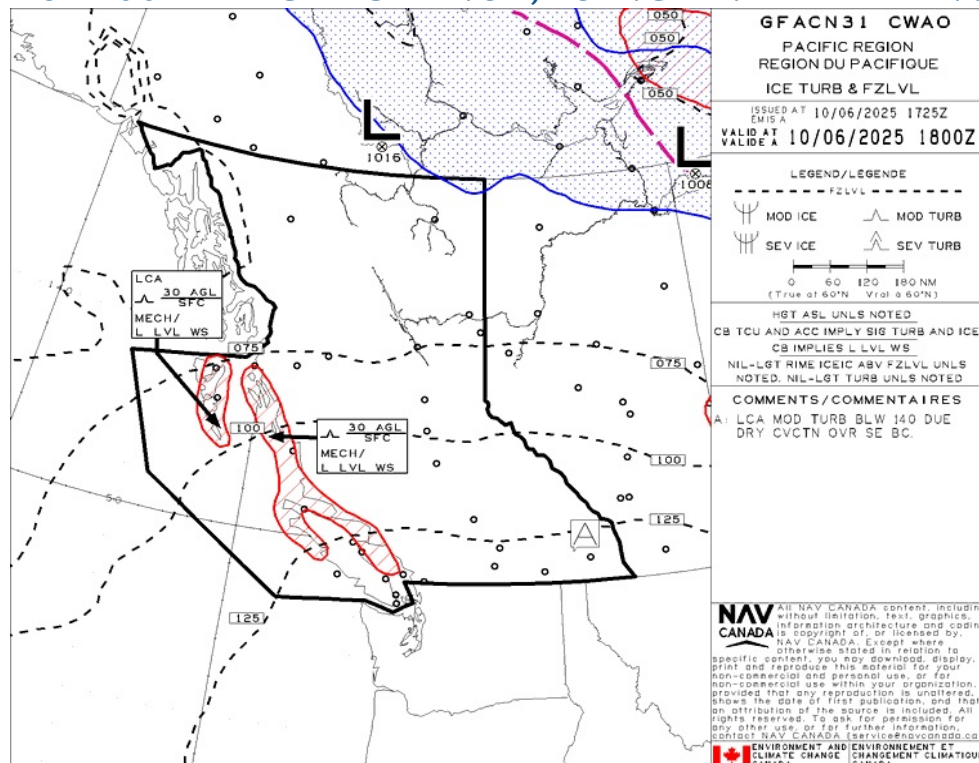 GFACN31 CWAO
PACIFIC REGION
REGION DU PACIFIQUE
ICE TURB & FZLVL
ISSUED AT 10/06/2025 1725Z
EMIS A
VALID AT 10/06/2025 1800Z
VALIDE A
LEGEND/LEGENDE
FZLVL
MOD ICE MOD TURB
SEV ICE SEV TURB
0 60 120 180 NM
(True at 60°N Vrai à 60°N)
HGT ASL UNLS NOTED
CB TCU AND ACC IMPLY SIG TURB AND ICE
CB IMPLIES L LVL WS
NIL-LGT RIME ICEIC ABV FZLVL UNLS
NOTED. NIL-LGT TURB UNLS NOTED
COMMENTS/COMMENTAIRES
A: LCA MOD TURB BLW 140 DUE
DRY CVCTN OVR SE BC.
050
050
050
L
1016
L
1008
LCA
30 AGL
SFC
MECH/
L LVL WS
075
075
100
30 AGL
SFC
MECH/
L LVL WS
100
50
125
A
125
NAV
CANADA
All NAV CANADA content, includin
without limitation, text, graphics,
information architecture and codin
is copyright of, or licensed by,
NAV CANADA. Except where
otherwise stated in relation to
specific content, you may download, display,
print and reproduce this material for your
non-commercial and personal use, or for
non-commercial use within your organization,
provided that any reproduction is unaltered,
shows the date of first publication, and that
an attribution of the source is included. All
rights reserved. To ask for permission for
any other use, or for further information,
contact NAV CANADA (service@navcanada.ca
ENVIRONMENT AND ENVIRONNEMENT ET
CLIMATE CHANGE CHANGEMENT CLIMATIQUE